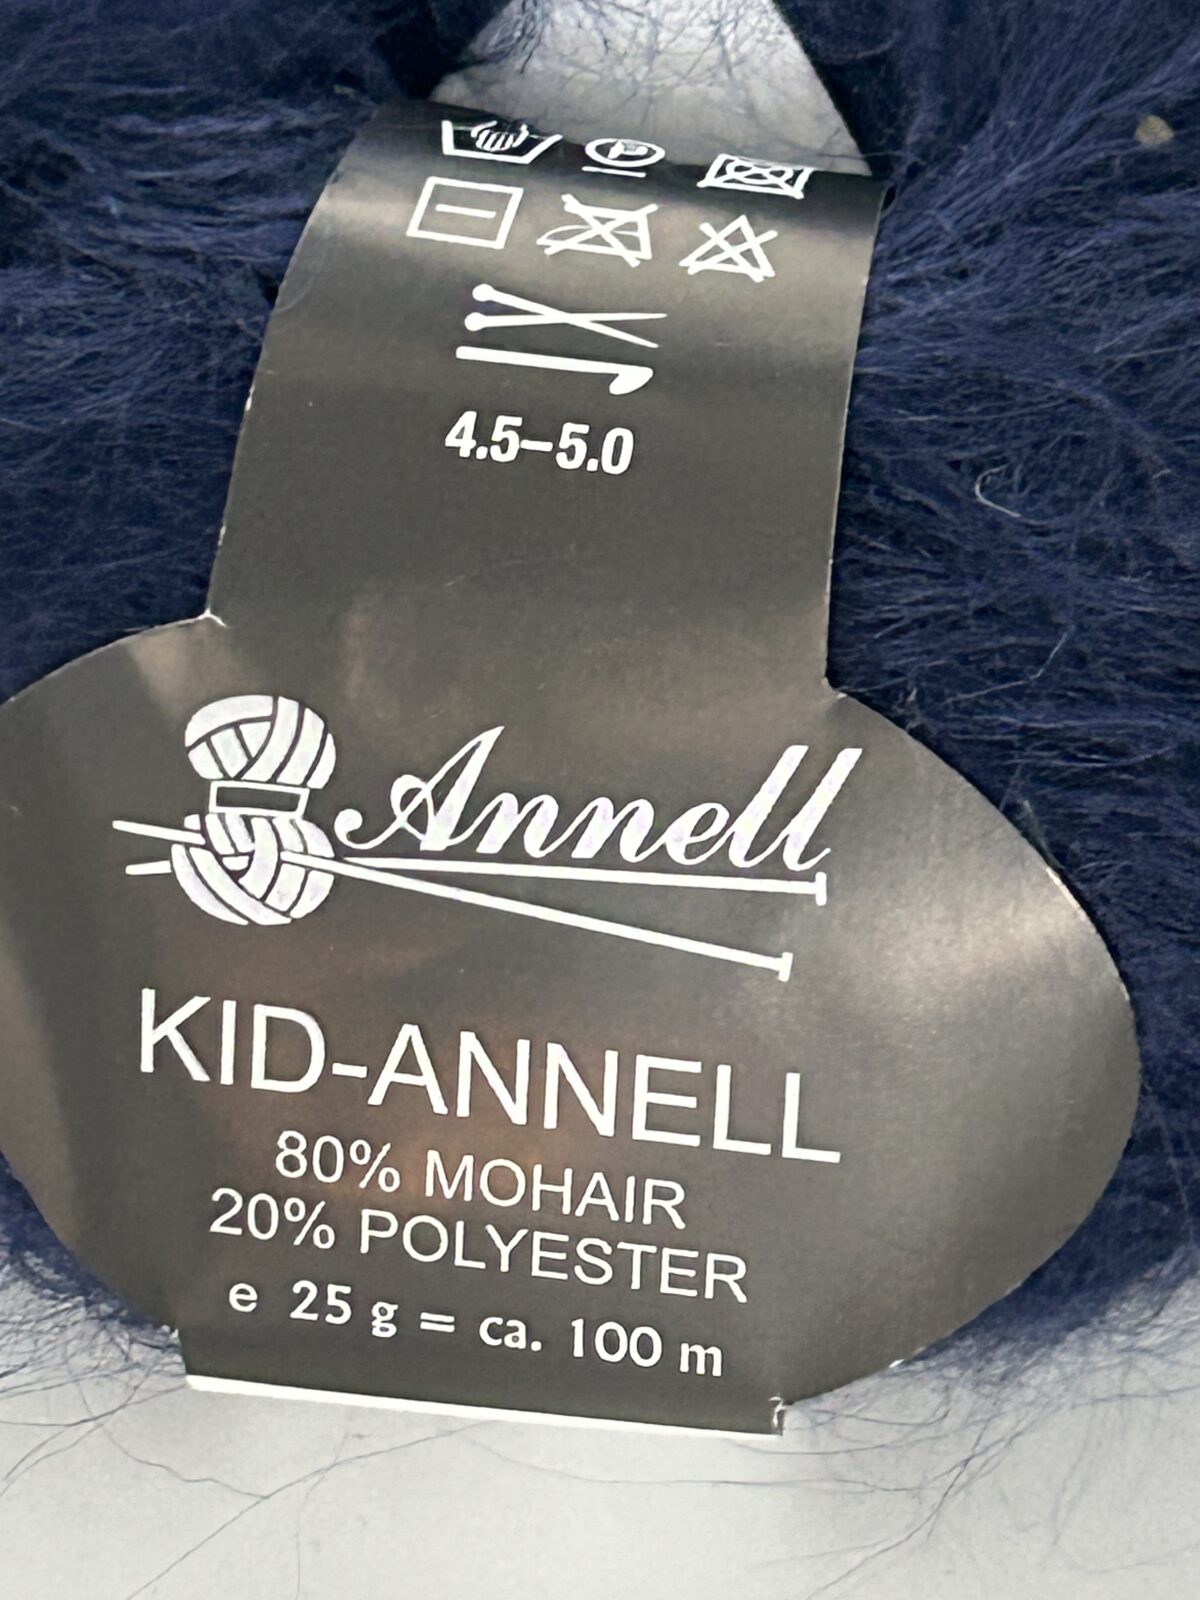 P
4.5–5.0
Annell
KID-ANNELL
80% MOHAIR
20% POLYESTER
e 25 g = ca. 100 m